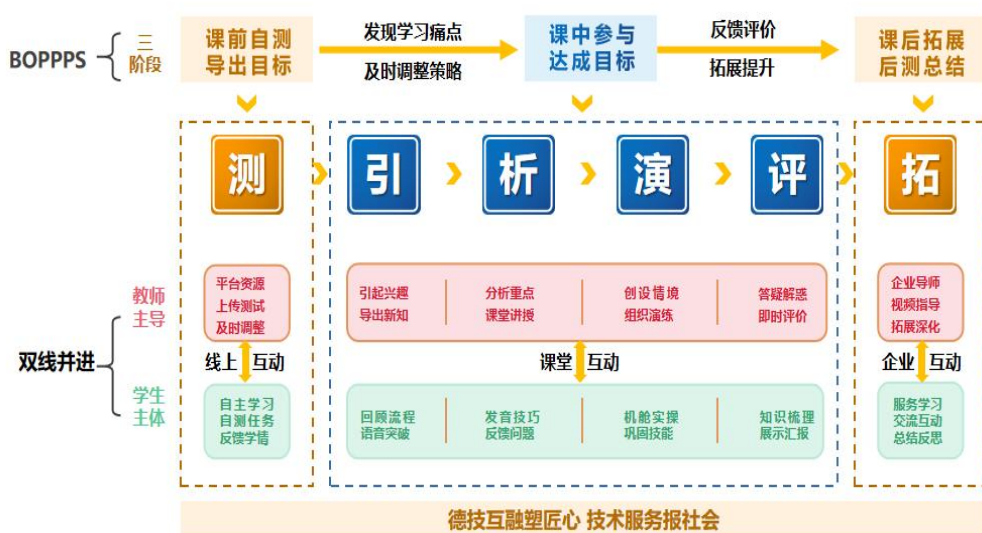 BOPPPS
三
阶段
课前自测
导出目标
发现学习痛点
及时调整策略
课中参与
达成目标
反馈评价
拓展提升
课后拓展
后测总结
测
引
析
演
评
拓
双线并进
教师
主导
平台资源
上传测试
及时调整
引起兴趣
导出新知
分析重点
课堂讲授
创设情境
组织演练
答疑解惑
即时评价
企业导师
视频指导
拓展深化
线上 互动
课堂 互动
企业 互动
学生
主体
自主学习
自测任务
反馈学情
回顾流程
语音突破
发音技巧
反馈问题
机舱实操
巩固技能
知识梳理
展示汇报
服务学习
交流互动
总结反思
德技互融塑匠心 技术服务报社会